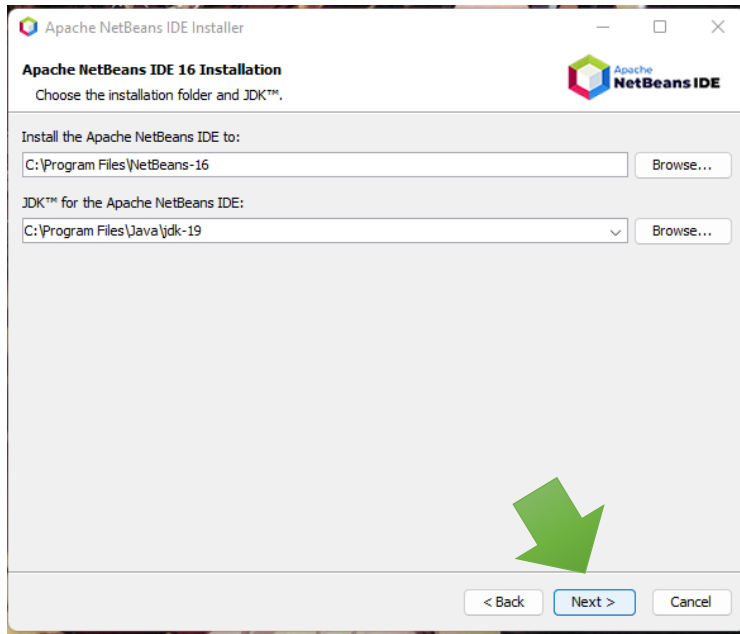 Apache NetBeans IDE Installer
Apache NetBeans IDE 16 Installation
Choose the installation folder and JDK™.
Apache
NetBeans IDE
Install the Apache NetBeans IDE to:
C:\Program Files\NetBeans-16
Browse...
JDK™ for the Apache NetBeans IDE:
C:\Program Files\Java\jdk-19
Browse...
< Back
Next >
Cancel